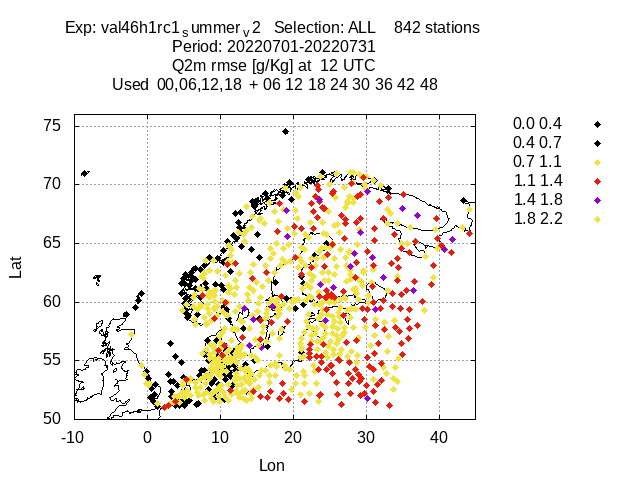 Exp: val46h1rc1summerv2 Selection: ALL 842 stations
Period: 20220701-20220731
Q2m rmse [g/Kg] at 12 UTC
Used 00,06,12,18 + 06 12 18 24 30 36 42 48
0.0 0.4
0.4 0.7
0.7 1.1
1.1 1.4
1.4 1.8
1.8 2.2
75
70
65
60
55
50
Lat
-10 0 10 20 30 40
Lon